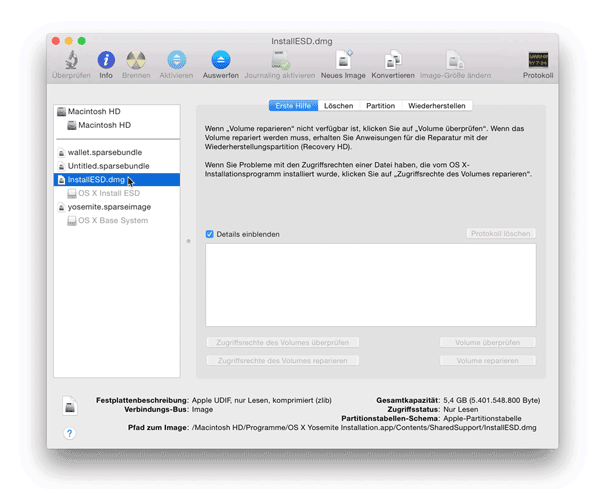 InstallESD.dmg
Überprüfen Info Brennen Aktivieren Auswerfen Journaling aktivieren Neues Image Konvertieren Image-Größe ändern Protokoll
Macintosh HD
Macintosh HD
wallet.sparsebundle
Untitled.sparsebundle
InstallESD.dmg
OS X Install ESD
yosemite.sparseimage
OS X Base System
Erste Hilfe Löschen Partition Wiederherstellen
Wenn „Volume reparieren“ nicht verfügbar ist, klicken Sie auf „Volume überprüfen“. Wenn das
Volume repariert werden muss, erhalten Sie Anweisungen für die Reparatur mit der
Wiederherstellungspartition (Recovery HD).
Wenn Sie Probleme mit den Zugriffsrechten einer Datei haben, die vom OS X-
Installationsprogramm installiert wurde, klicken Sie auf „Zugriffsrechte des Volumes reparieren“.
Details einblenden Protokoll löschen
Zugriffsrechte des Volumes überprüfen Volume überprüfen
Zugriffsrechte des Volumes reparieren Volume reparieren
Festplattenbeschreibung: Apple UDIF, nur Lesen, komprimiert (zlib) Gesamtkapazität: 5,4 GB (5.401.548.800 Byte)
Verbindungs-Bus: Image Zugriffsstatus: Nur Lesen
Partitionstabellen-Schema: Apple-Partitionstabelle
Pfad zum Image: /Macintosh HD/Programme/OS X Yosemite Installation.app/Contents/SharedSupport/InstallESD.dmg
?